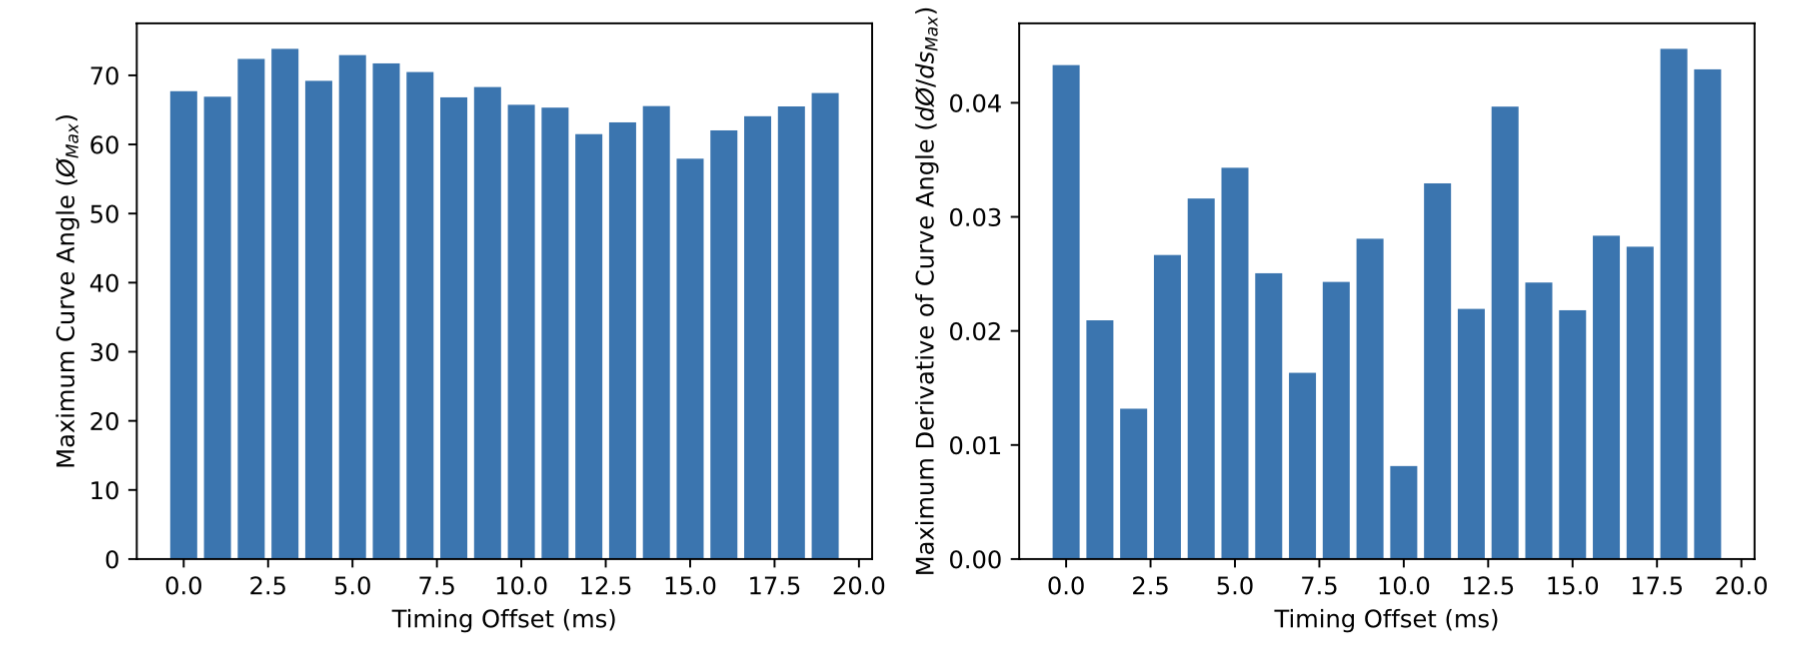 Maximum Curve Angle (Ø_Max)
70
60
50
40
30
20
10
0
0.0 2.5 5.0 7.5 10.0 12.5 15.0 17.5 20.0
Timing Offset (ms)
Maximum Derivative of Curve Angle (dØ/ds_Max)
0.04
0.03
0.02
0.01
0.00
0.0 2.5 5.0 7.5 10.0 12.5 15.0 17.5 20.0
Timing Offset (ms)